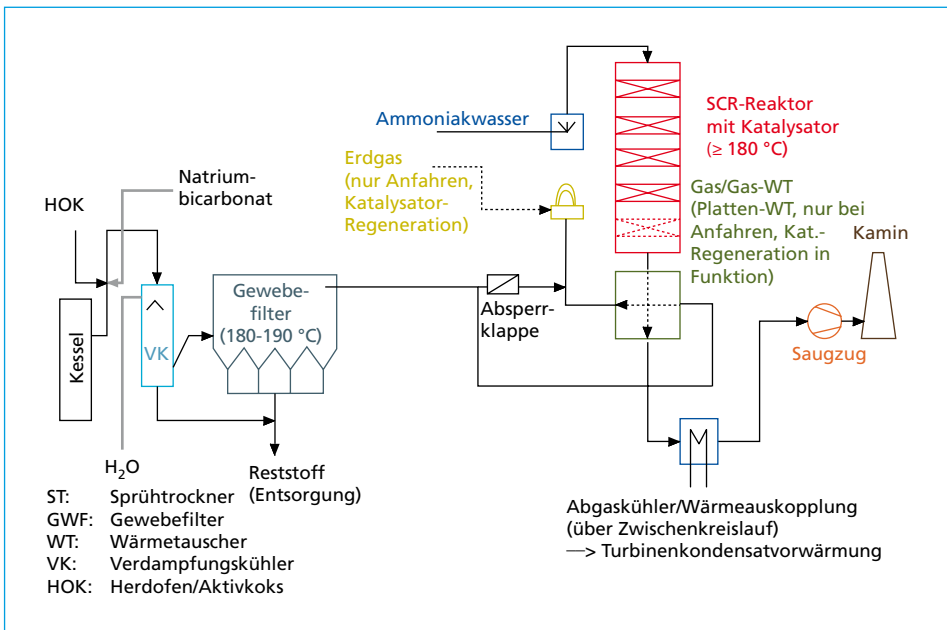 Ammoniakwasser
SCR-Reaktor
mit Katalysator
(≥ 180 °C)
Erdgas
(nur Anfahren,
Katalysator-
Regeneration)
Natrium-
bicarbonat
HOK
Gas/Gas-WT
(Platten-WT, nur bei
Anfahren, Kat.-
Regeneration in
Funktion)
Kamin
Gewebe-
filter
(180-190 °C)
Absperr-
klappe
Kessel
VK
Saugzug
H₂O
Reststoff
(Entsorgung)
Abgaskühler/Wärmeauskopplung
(über Zwischenkreislauf)
—> Turbinenkondensatvorwärmung
ST: Sprühtrockner
GWF: Gewebefilter
WT: Wärmetauscher
VK: Verdampfungskühler
HOK: Herdofen/Aktivkoks